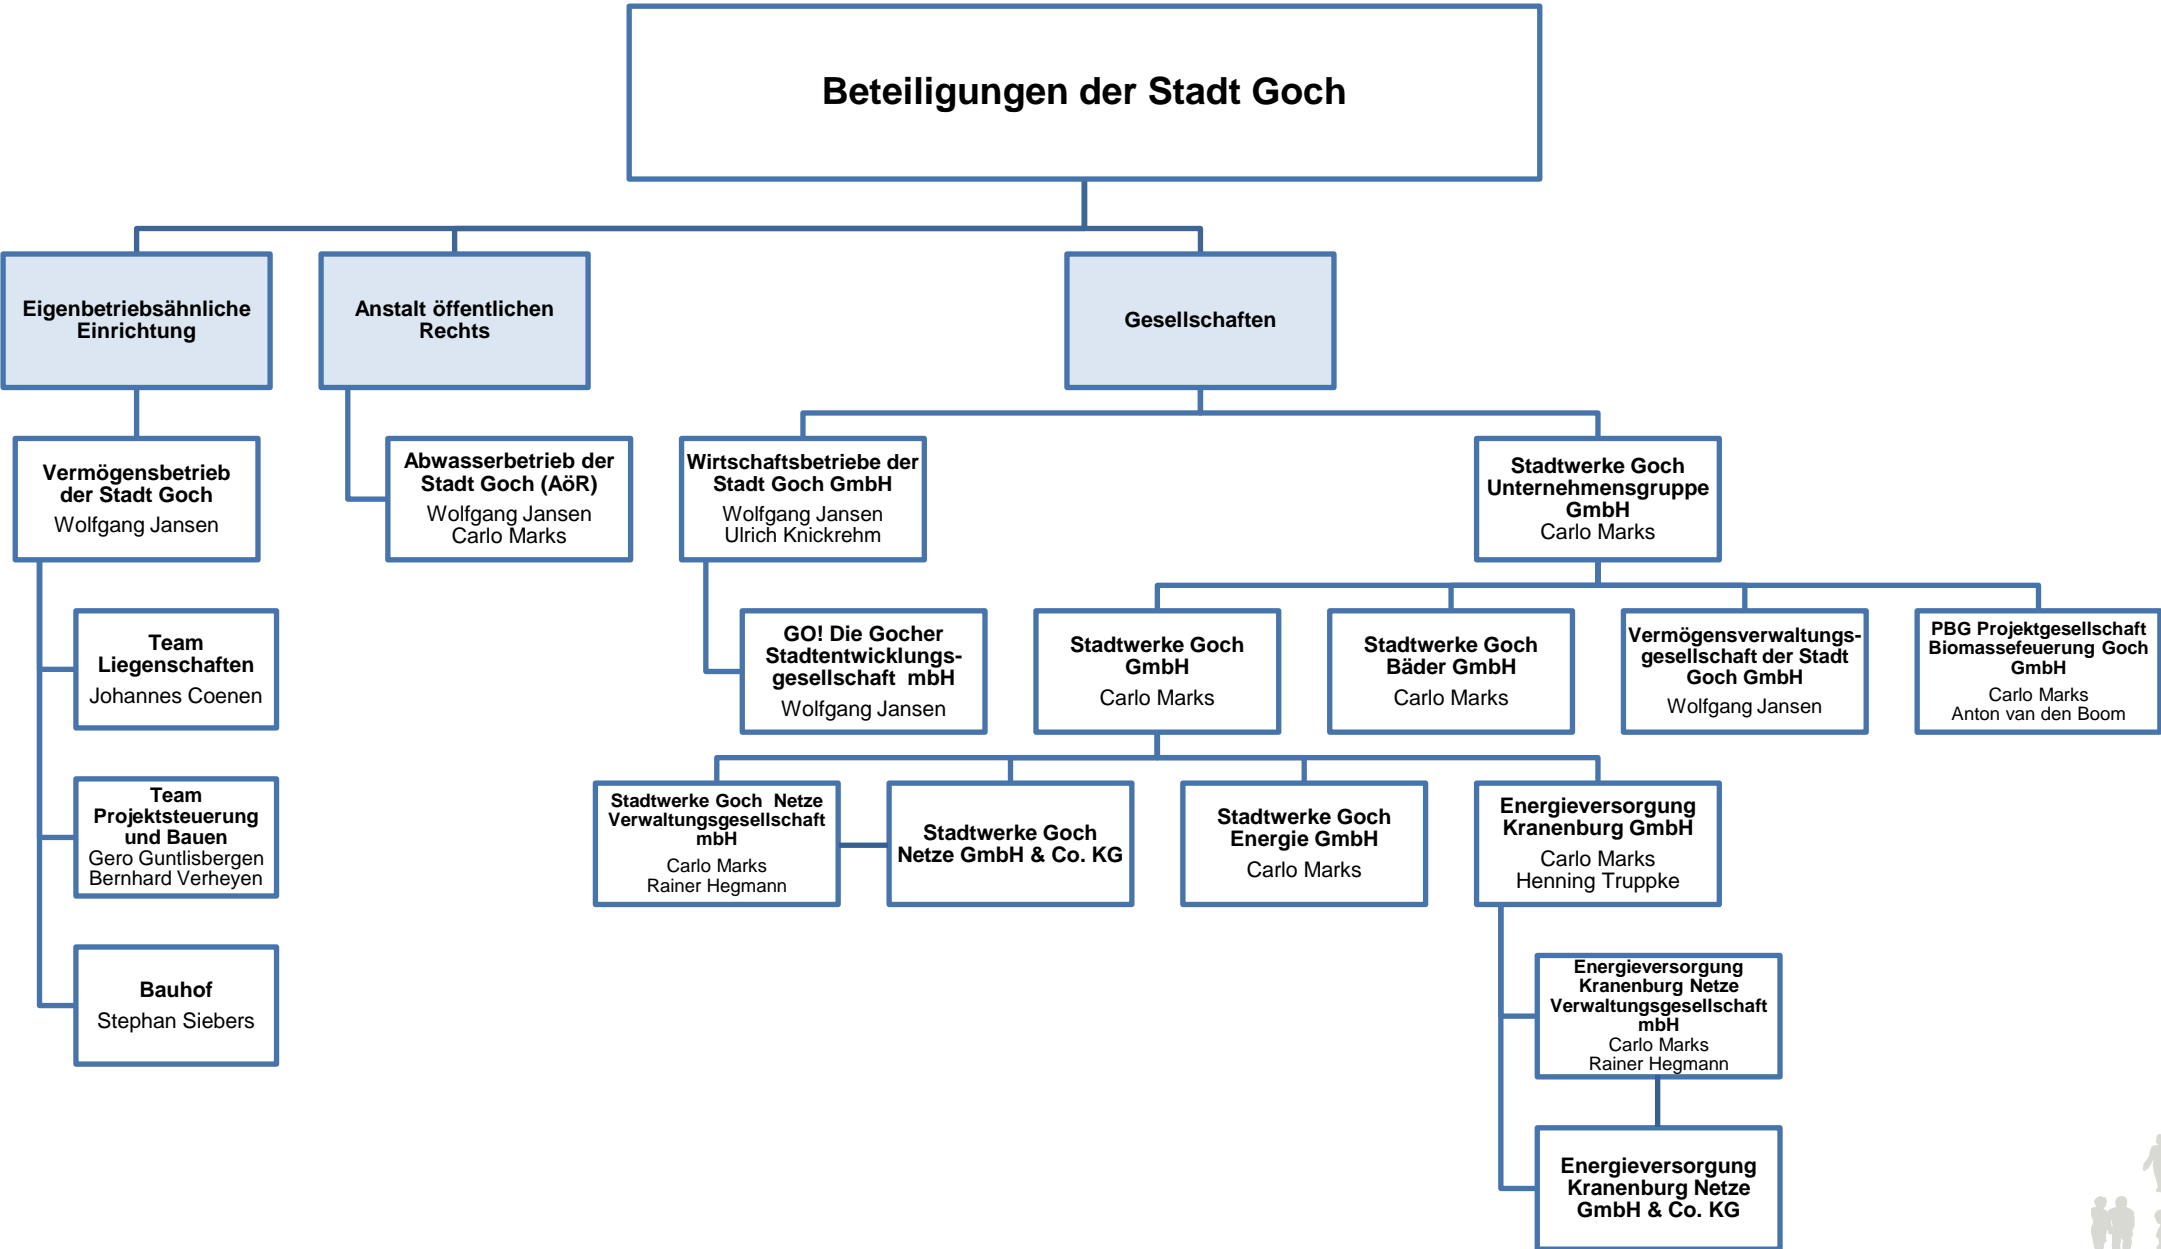 Beteiligungen der Stadt Goch
Eigenbetriebsähnliche
Einrichtung
Anstalt öffentlichen
Rechts
Gesellschaften
Vermögensbetrieb
der Stadt Goch
Wolfgang Jansen
Abwasserbetrieb der
Stadt Goch (AöR)
Wolfgang Jansen
Carlo Marks
Wirtschaftsbetriebe der
Stadt Goch GmbH
Wolfgang Jansen
Ulrich Knickrehm
Stadtwerke Goch
Unternehmensgruppe
GmbH
Carlo Marks
Team
Liegenschaften
Johannes Coenen
GO! Die Gocher
Stadtentwicklungs-
gesellschaft mbH
Wolfgang Jansen
Stadtwerke Goch
GmbH
Carlo Marks
Stadtwerke Goch
Bäder GmbH
Carlo Marks
Vermögensverwaltungs-
gesellschaft der Stadt
Goch GmbH
Wolfgang Jansen
PBG Projektgesellschaft
Biomassefeuerung Goch
GmbH
Carlo Marks
Anton van den Boom
Team
Projektsteuerung
und Bauen
Gero Guntlisbergen
Bernhard Verheyen
Stadtwerke Goch Netze
Verwaltungsgesellschaft
mbH
Carlo Marks
Rainer Hegmann
Stadtwerke Goch
Netze GmbH & Co. KG
Stadtwerke Goch
Energie GmbH
Carlo Marks
Energieversorgung
Kranenburg GmbH
Carlo Marks
Henning Truppke
Bauhof
Stephan Siebers
Energieversorgung
Kranenburg Netze
Verwaltungsgesellschaft
mbH
Carlo Marks
Rainer Hegmann
Energieversorgung
Kranenburg Netze
GmbH & Co. KG